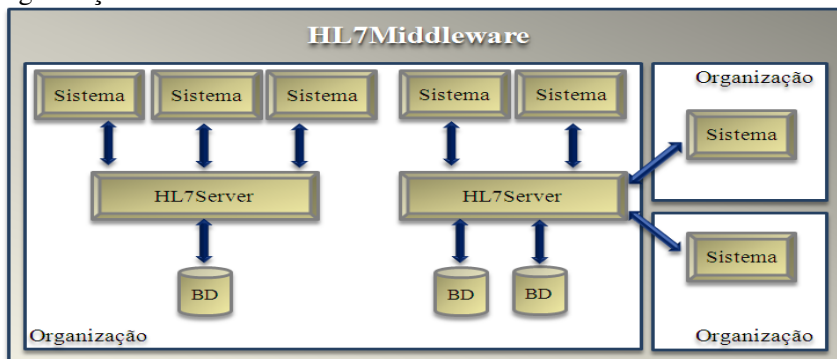 HL7Middleware
Sistema Sistema Sistema Sistema Sistema
Organização
Sistema
HL7Server HL7Server
Sistema
BD BD BD
Organização
Organização